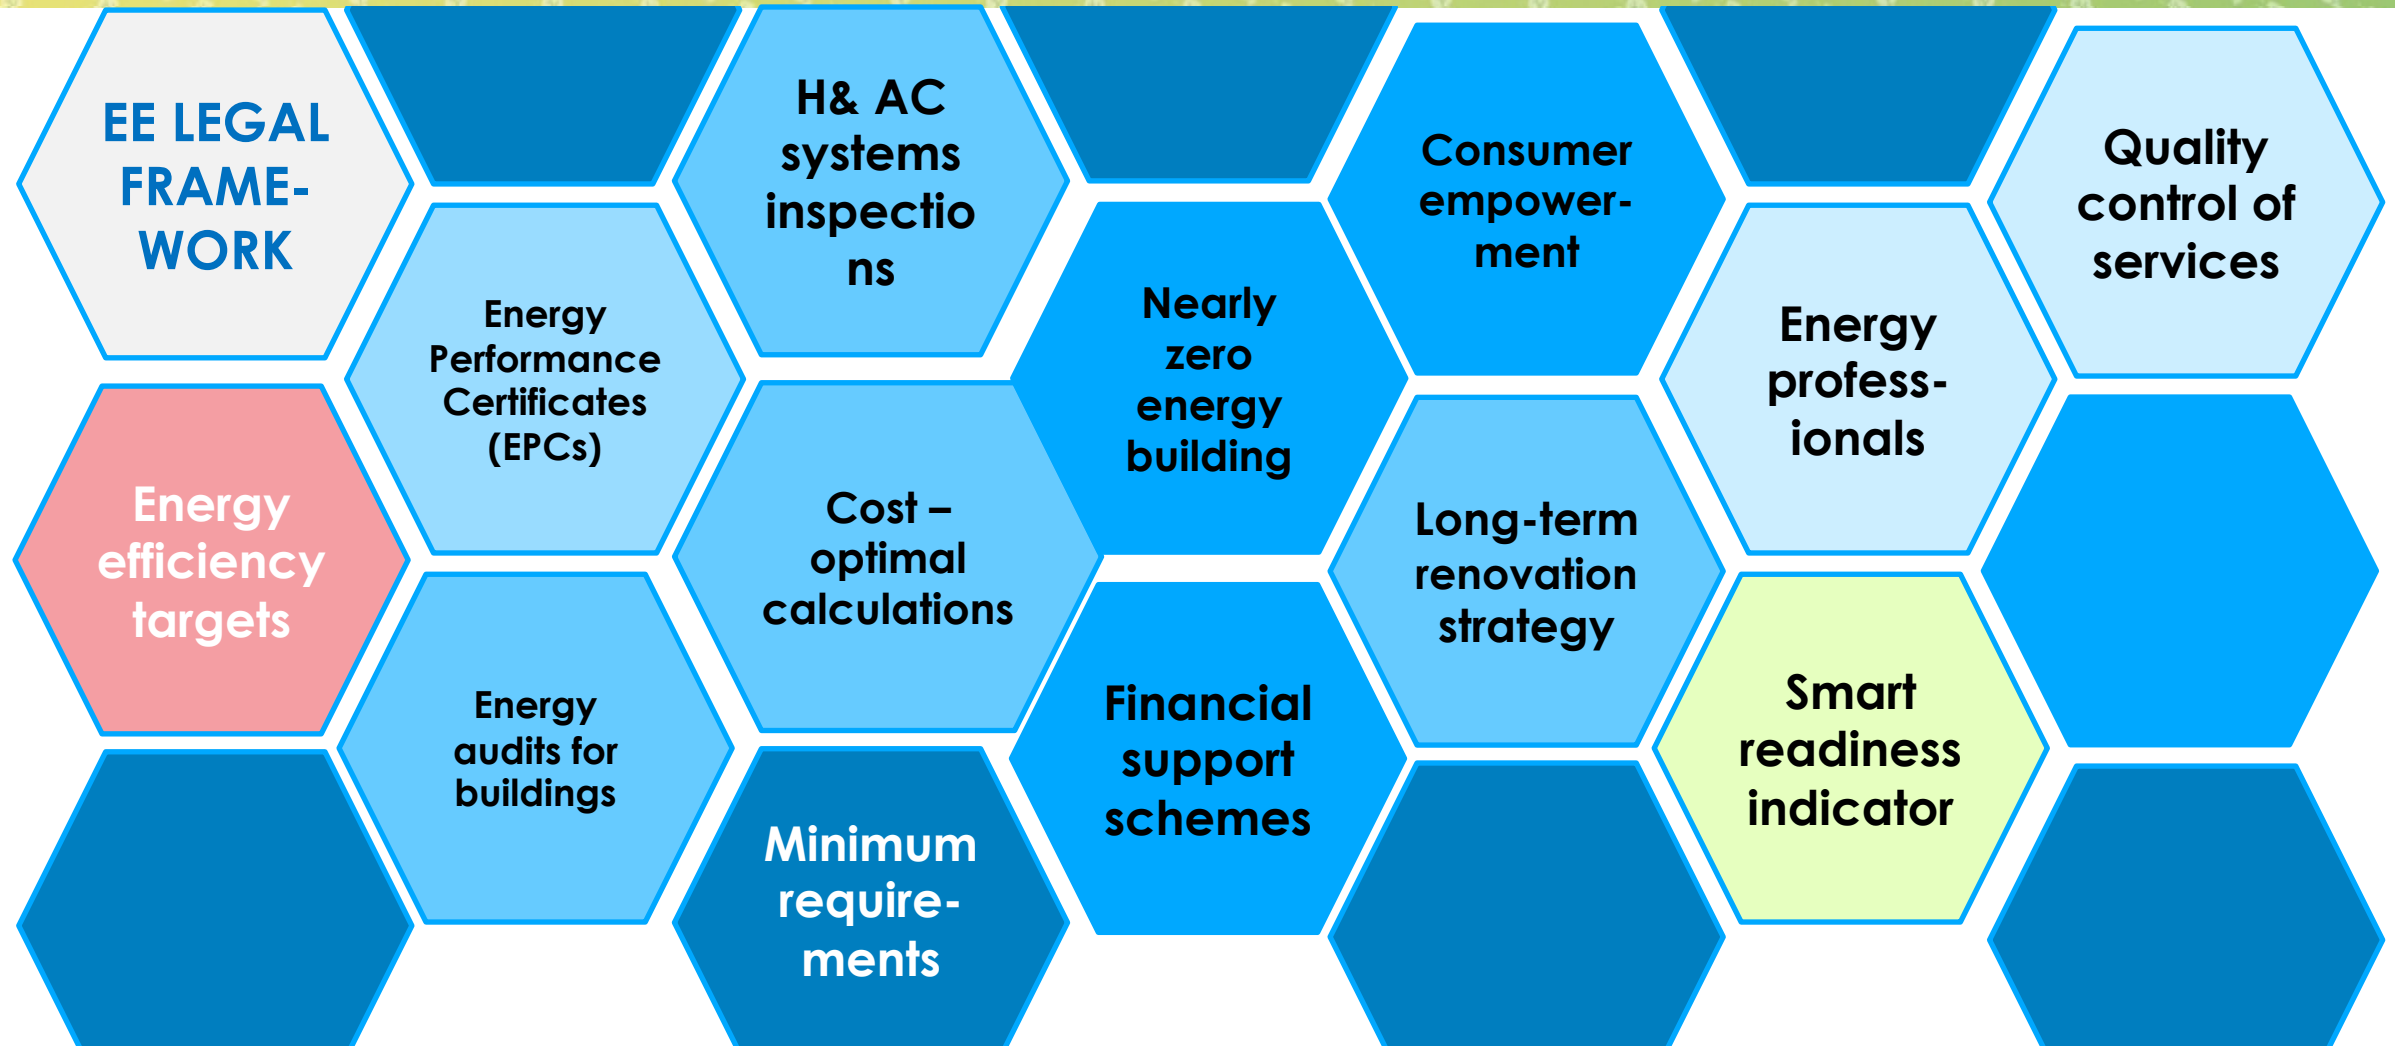 EE LEGAL
FRAME-
WORK
Energy
efficiency
targets
Energy
Performance
Certificates
(EPCs)
Energy
audits for
buildings
H& AC
systems
inspectio
ns
Cost –
optimal
calculations
Minimum
require-
ments
Nearly
zero
energy
building
Financial
support
schemes
Consumer
empower-
ment
Long-term
renovation
strategy
Energy
profess-
ionals
Smart
readiness
indicator
Quality
control of
services